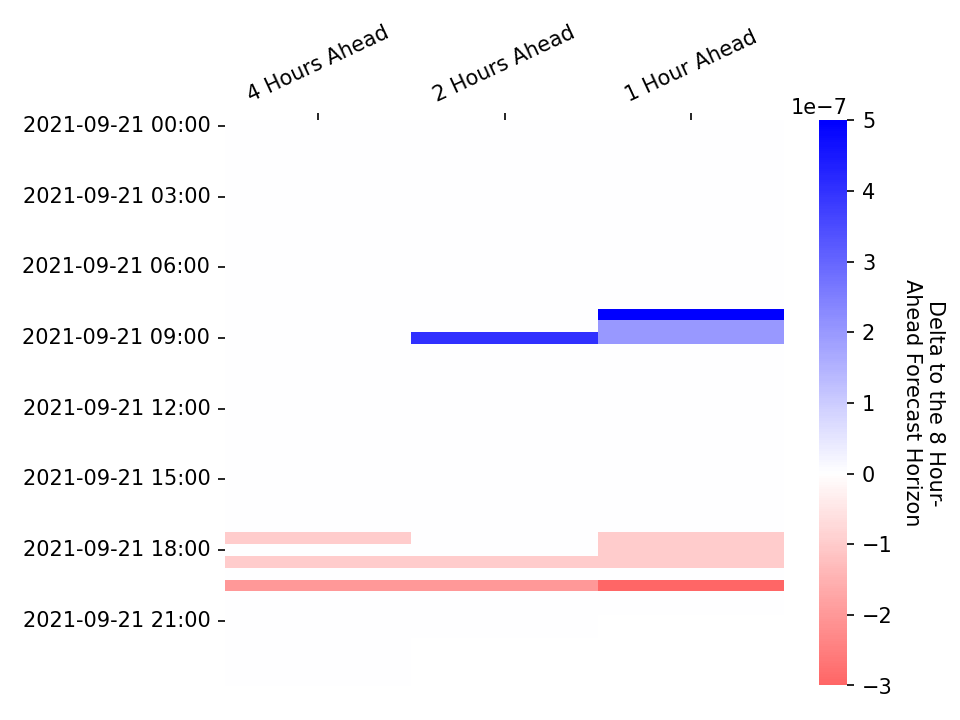 4 Hours Ahead
2 Hours Ahead
1 Hour Ahead
2021-09-21 00:00
2021-09-21 03:00
2021-09-21 06:00
2021-09-21 09:00
2021-09-21 12:00
2021-09-21 15:00
2021-09-21 18:00
2021-09-21 21:00
1e−7
5
4
3
2
1
0
−1
−2
−3
Delta to the 8 Hour-
Ahead Forecast Horizon